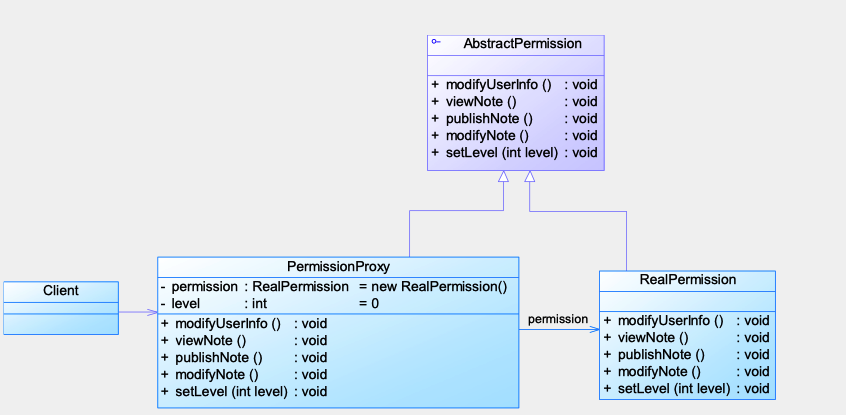 AbstractPermission
+ modifyUserInfo () : void
+ viewNote () : void
+ publishNote () : void
+ modifyNote () : void
+ setLevel (int level) : void
PermissionProxy
- permission : RealPermission = new RealPermission()
- level : int = 0
+ modifyUserInfo () : void
+ viewNote () : void
+ publishNote () : void
+ modifyNote () : void
+ setLevel (int level) : void
Client
permission
RealPermission
+ modifyUserInfo () : void
+ viewNote () : void
+ publishNote () : void
+ modifyNote () : void
+ setLevel (int level) : void